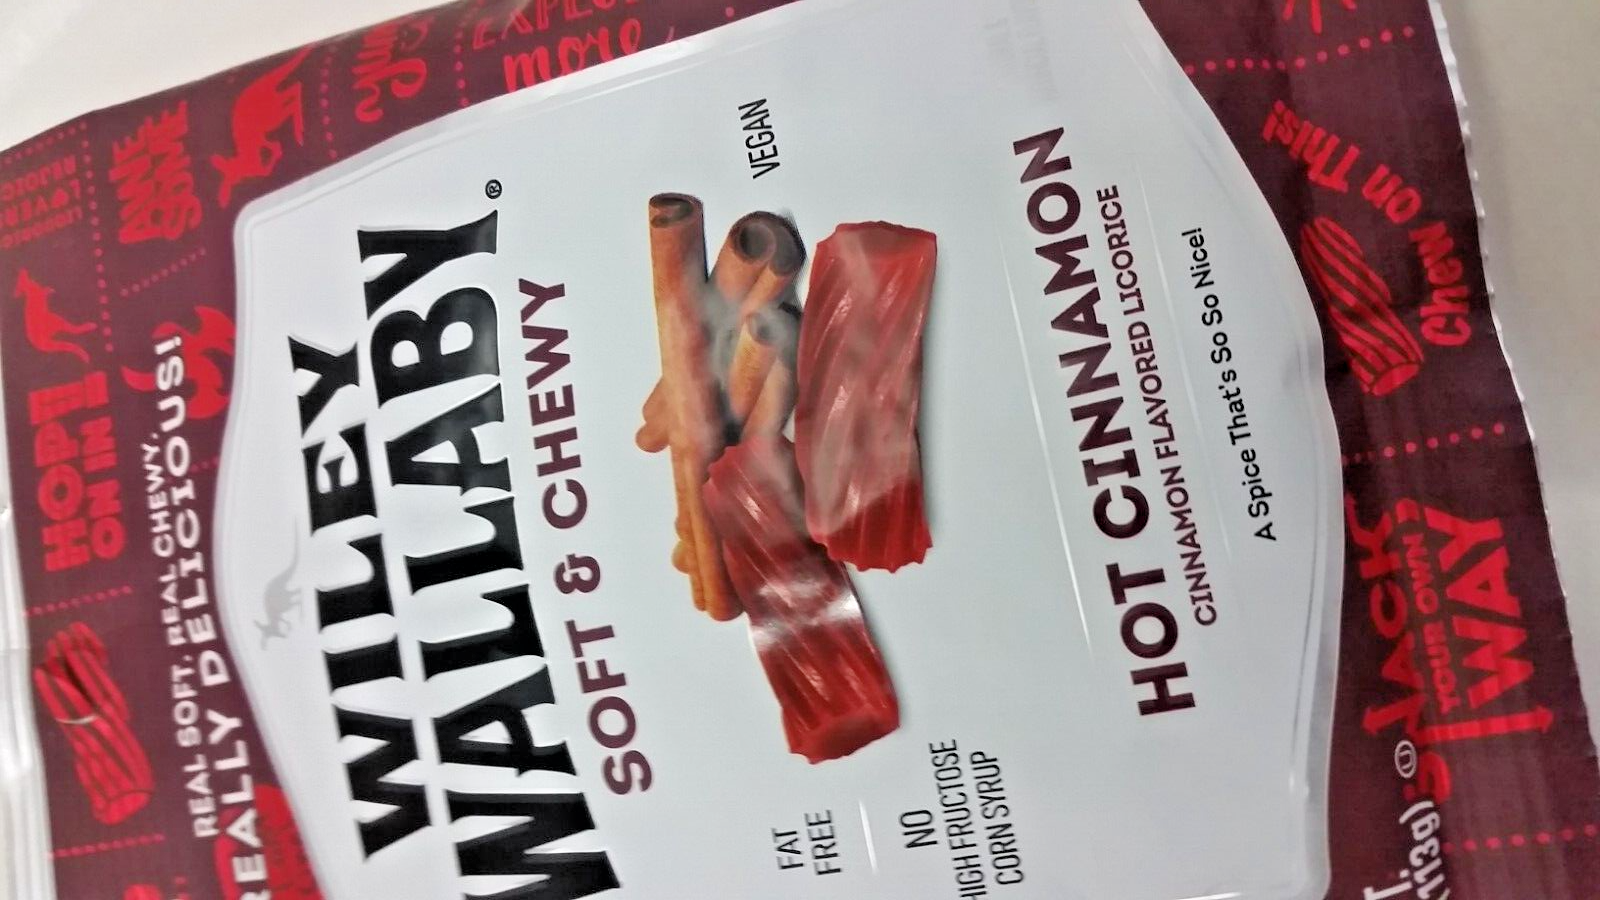 REAL SOFT, REAL CHEWY,
REALLY DELICIOUS!
HOP!
ON IN!
AWE
SOME
more
WILEY
WALLABY®
SOFT & CHEWY
VEGAN
FAT
FREE
NO
HIGH FRUCTOSE
CORN SYRUP
HOT CINNAMON
CINNAMON FLAVORED LICORICE
A Spice That's So So Nice!
Chew on This!
SNACK
YOUR OWN
WAY
(113g)